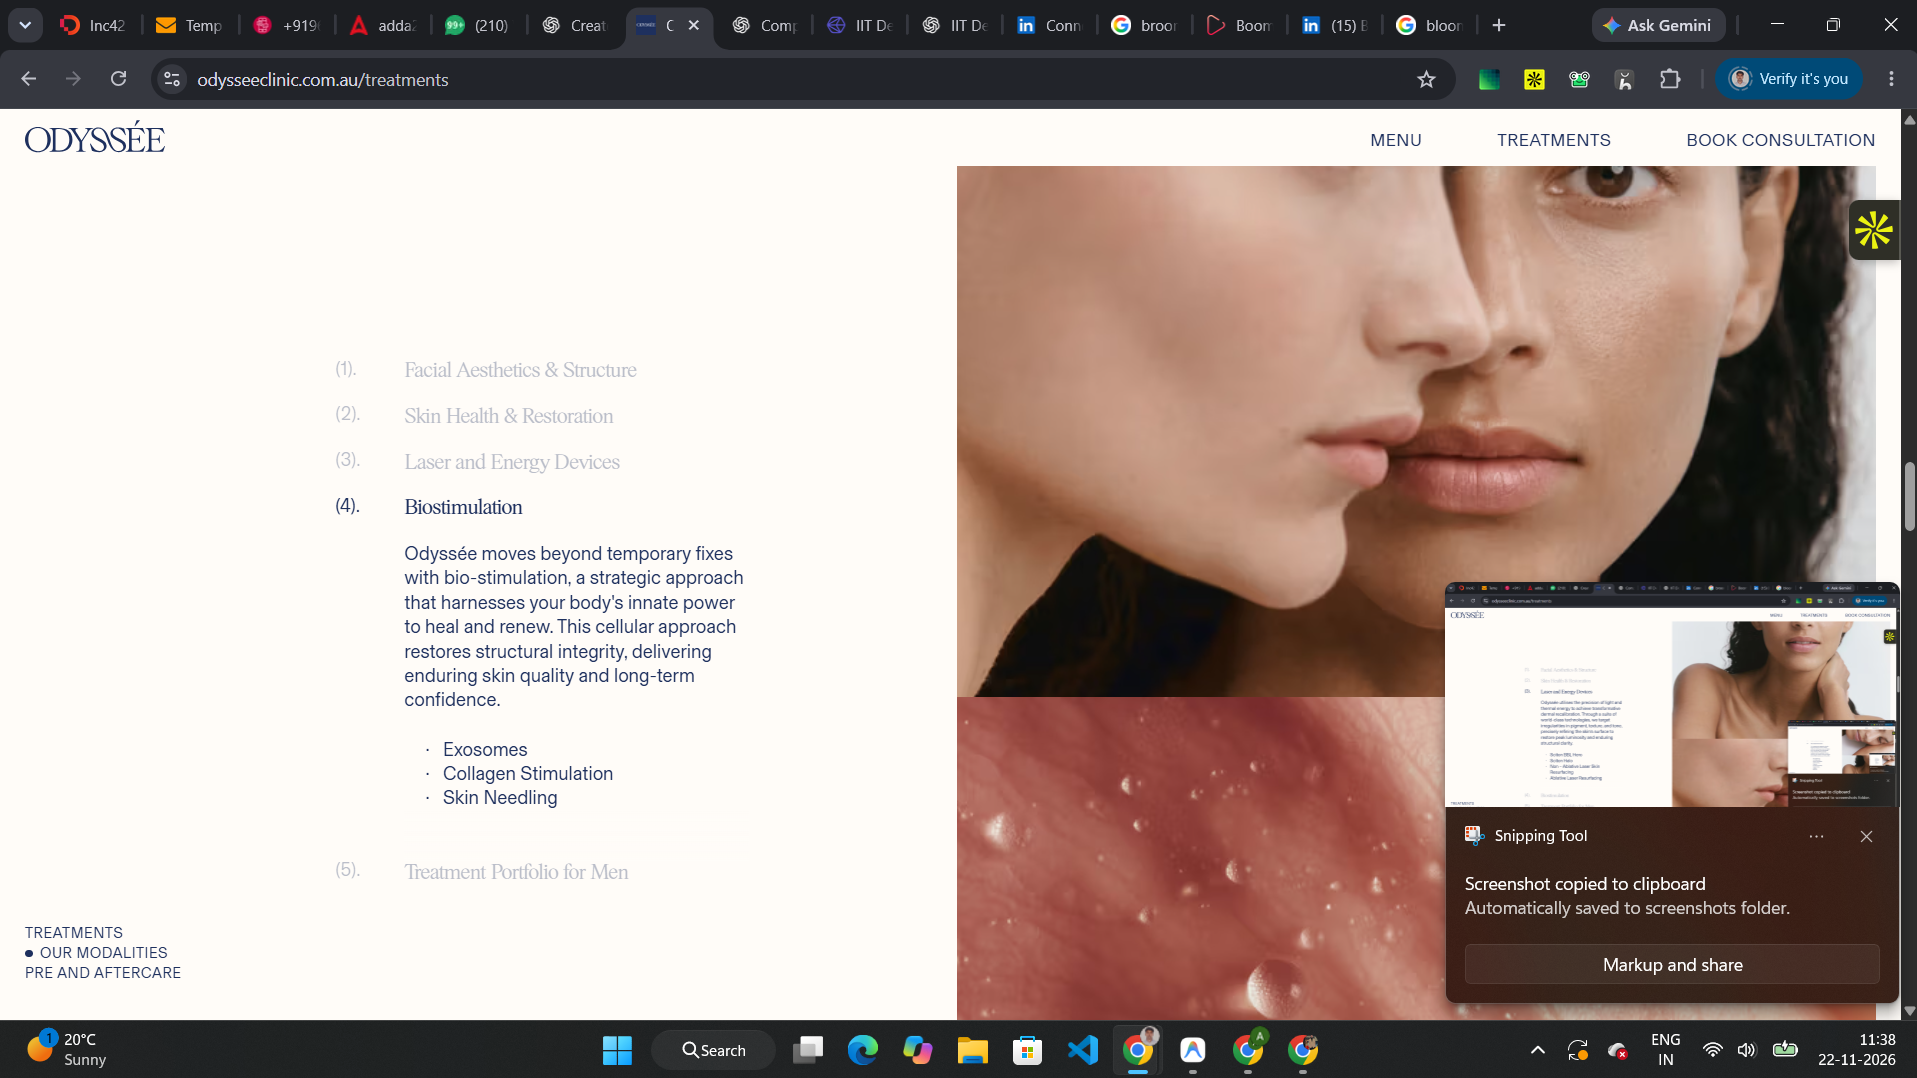 Inc42
Temp
+919
adda2
(210)
Create
C
Comp
IIT De
IIT De
Conn
broor
Boom
(15) B
bloon
Ask Gemini
odysseeclinic.com.au/treatments
Verify it's you
ODYSSÉE
MENU
TREATMENTS
BOOK CONSULTATION
(1). Facial Aesthetics & Structure
(2). Skin Health & Restoration
(3). Laser and Energy Devices
(4). Biostimulation
Odyssée moves beyond temporary fixes
with bio-stimulation, a strategic approach
that harnesses your body's innate power
to heal and renew. This cellular approach
restores structural integrity, delivering
enduring skin quality and long-term
confidence.
· Exosomes
· Collagen Stimulation
· Skin Needling
(5). Treatment Portfolio for Men
TREATMENTS
OUR MODALITIES
PRE AND AFTERCARE
Snipping Tool
Screenshot copied to clipboard
Automatically saved to screenshots folder.
Markup and share
20°C
Sunny
Search
ENG
IN
11:38
22-11-2026